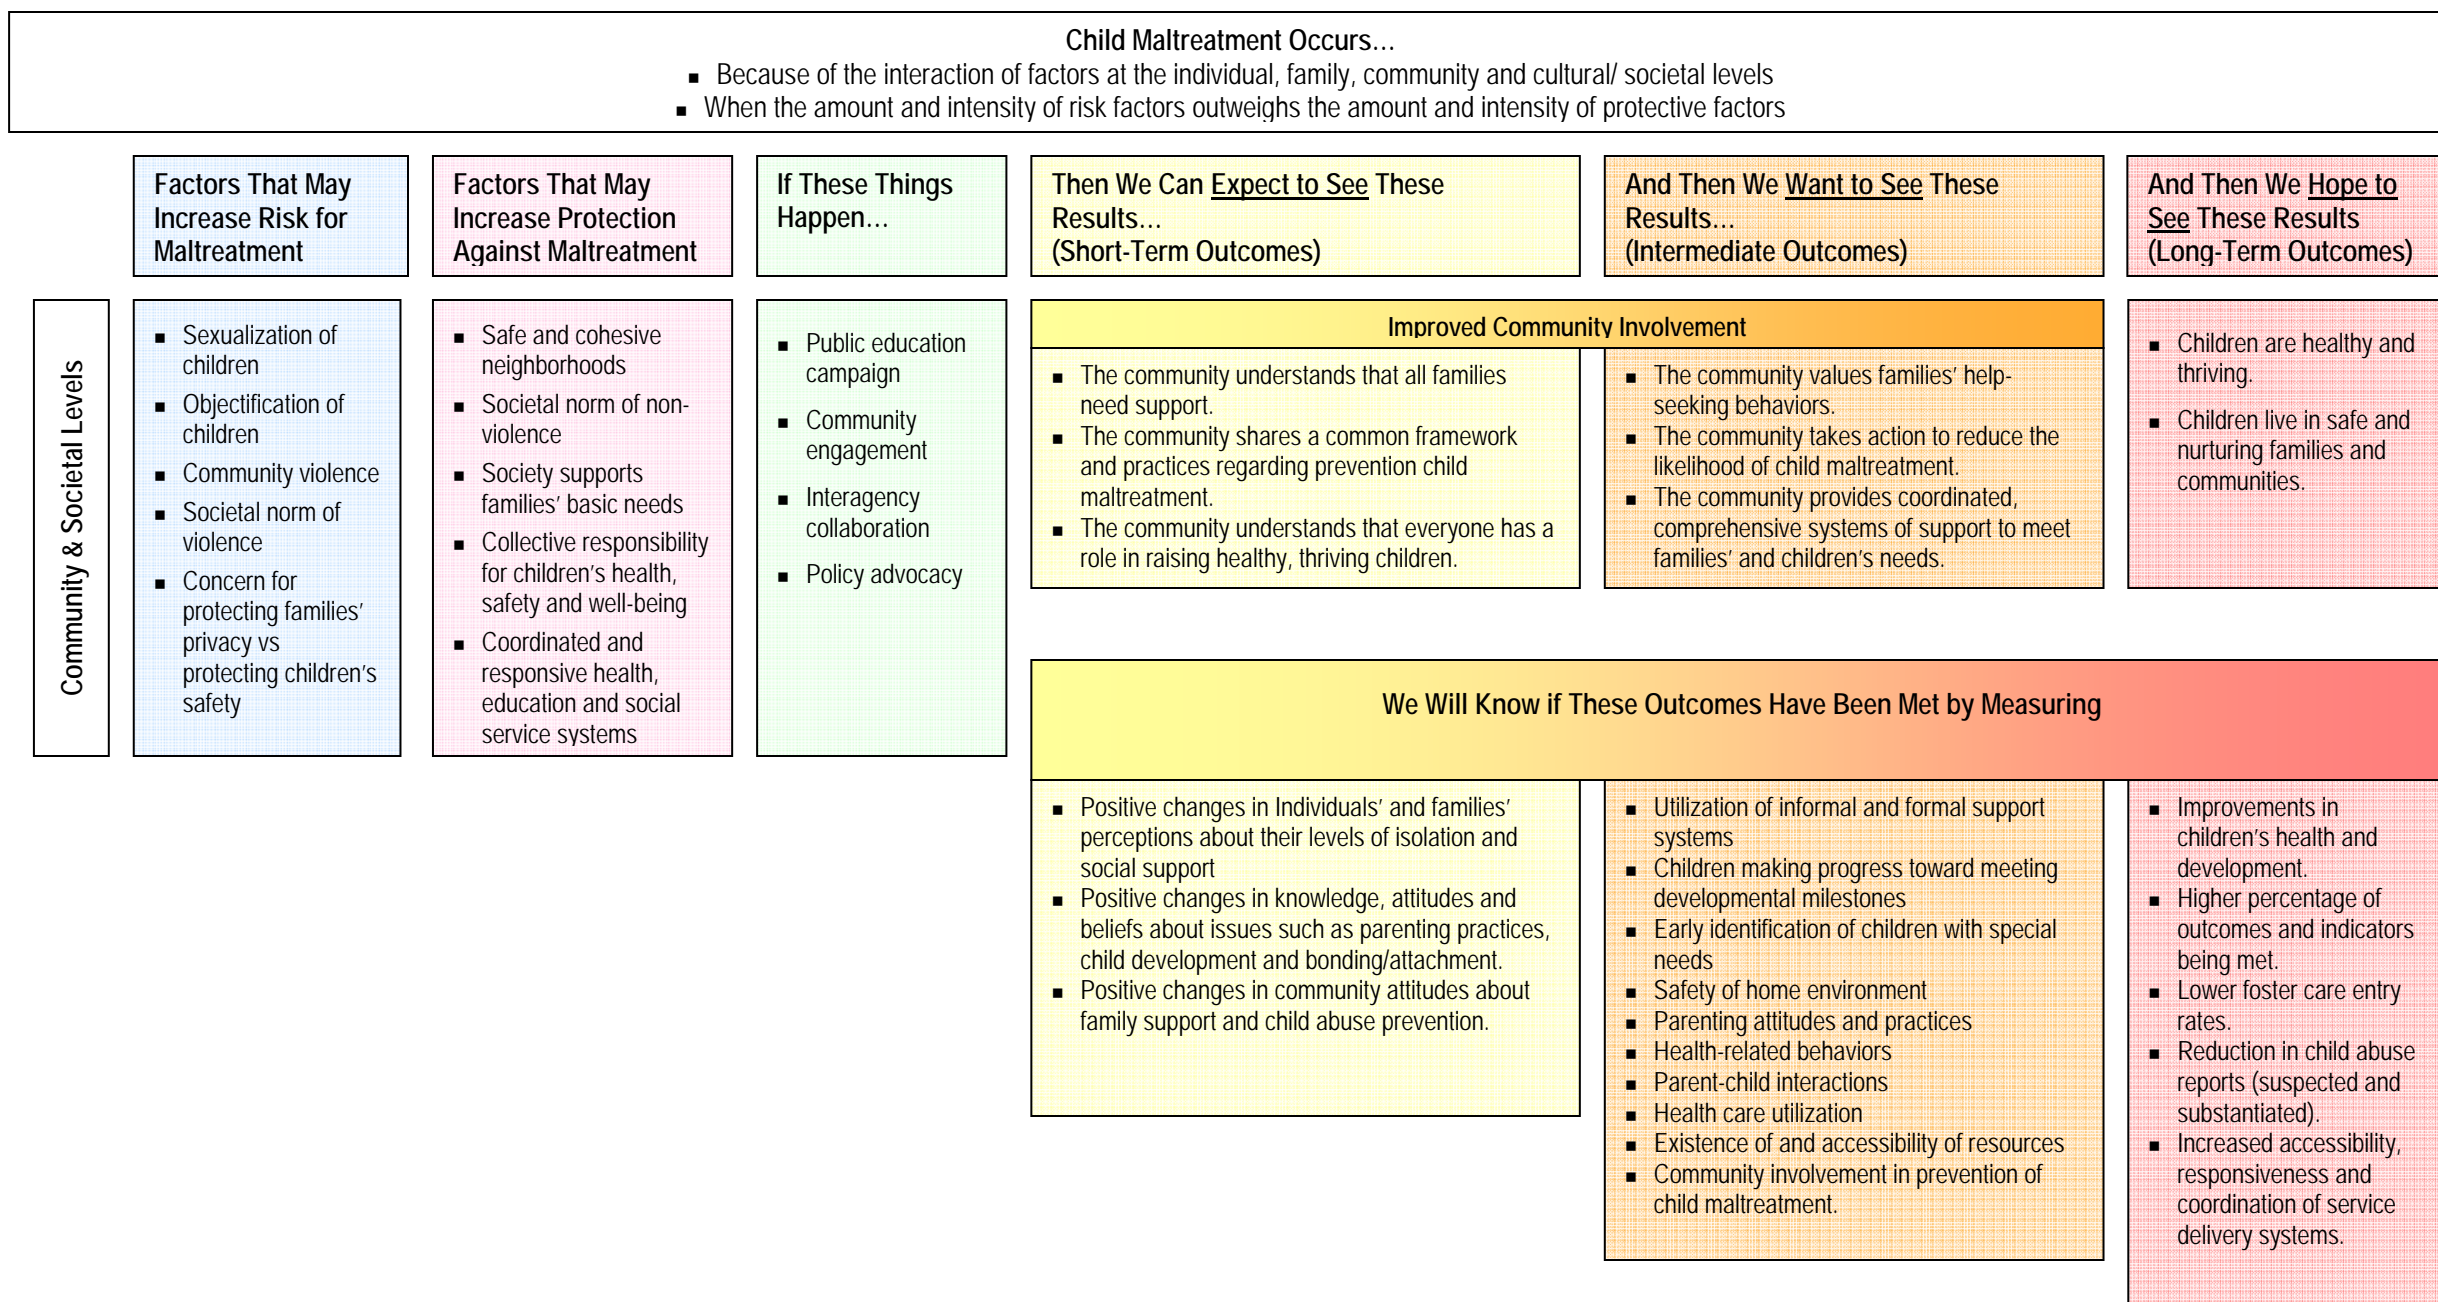 Child Maltreatment Occurs…
▪ Because of the interaction of factors at the individual, family, community and cultural/ societal levels
▪ When the amount and intensity of risk factors outweighs the amount and intensity of protective factors
Factors That May
Increase Risk for
Maltreatment
Factors That May
Increase Protection
Against Maltreatment
If These Things
Happen…
Then We Can Expect to See These
Results…
(Short-Term Outcomes)
And Then We Want to See These
Results…
(Intermediate Outcomes)
And Then We Hope to
See These Results
(Long-Term Outcomes)
Community & Societal Levels
▪ Sexualization of
children
▪ Objectification of
children
▪ Community violence
▪ Societal norm of
violence
▪ Concern for
protecting families’
privacy vs
protecting children’s
safety
▪ Safe and cohesive
neighborhoods
▪ Societal norm of non-
violence
▪ Society supports
families’ basic needs
▪ Collective responsibility
for children’s health,
safety and well-being
▪ Coordinated and
responsive health,
education and social
service systems
▪ Public education
campaign
▪ Community
engagement
▪ Interagency
collaboration
▪ Policy advocacy
Improved Community Involvement
▪ The community understands that all families
need support.
▪ The community shares a common framework
and practices regarding prevention child
maltreatment.
▪ The community understands that everyone has a
role in raising healthy, thriving children.
▪ The community values families’ help-
seeking behaviors.
▪ The community takes action to reduce the
likelihood of child maltreatment.
▪ The community provides coordinated,
comprehensive systems of support to meet
families’ and children’s needs.
▪ Children are healthy and
thriving.
▪ Children live in safe and
nurturing families and
communities.
We Will Know if These Outcomes Have Been Met by Measuring
▪ Positive changes in Individuals’ and families’
perceptions about their levels of isolation and
social support
▪ Positive changes in knowledge, attitudes and
beliefs about issues such as parenting practices,
child development and bonding/attachment.
▪ Positive changes in community attitudes about
family support and child abuse prevention.
▪ Utilization of informal and formal support
systems
▪ Children making progress toward meeting
developmental milestones
▪ Early identification of children with special
needs
▪ Safety of home environment
▪ Parenting attitudes and practices
▪ Health-related behaviors
▪ Parent-child interactions
▪ Health care utilization
▪ Existence of and accessibility of resources
▪ Community involvement in prevention of
child maltreatment.
▪ Improvements in
children’s health and
development.
▪ Higher percentage of
outcomes and indicators
being met.
▪ Lower foster care entry
rates.
▪ Reduction in child abuse
reports (suspected and
substantiated).
▪ Increased accessibility,
responsiveness and
coordination of service
delivery systems.